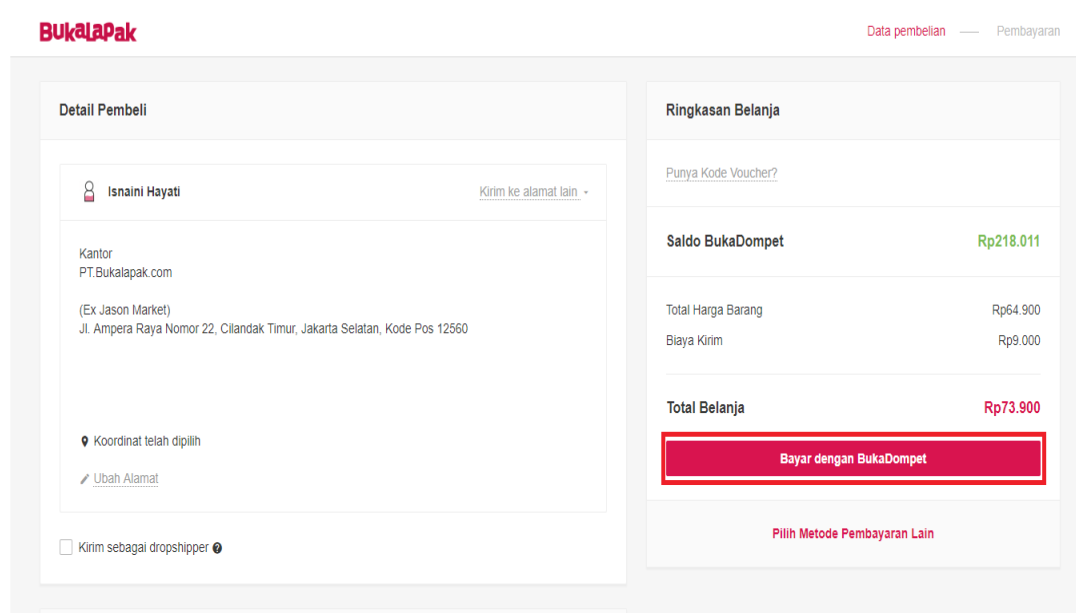 BukaLapak
Data pembelian
Pembayaran
Detail Pembeli
Isnaini Hayati
Kirim ke alamat lain
Kantor
PT.Bukalapak.com
(Ex Jason Market)
Jl. Ampera Raya Nomor 22, Cilandak Timur, Jakarta Selatan, Kode Pos 12560
Koordinat telah dipilih
Ubah Alamat
Kirim sebagai dropshipper ?
Ringkasan Belanja
Punya Kode Voucher?
Saldo BukaDompet Rp218.011
Total Harga Barang Rp64.900
Biaya Kirim Rp9.000
Total Belanja Rp73.900
Bayar dengan BukaDompet
Pilih Metode Pembayaran Lain